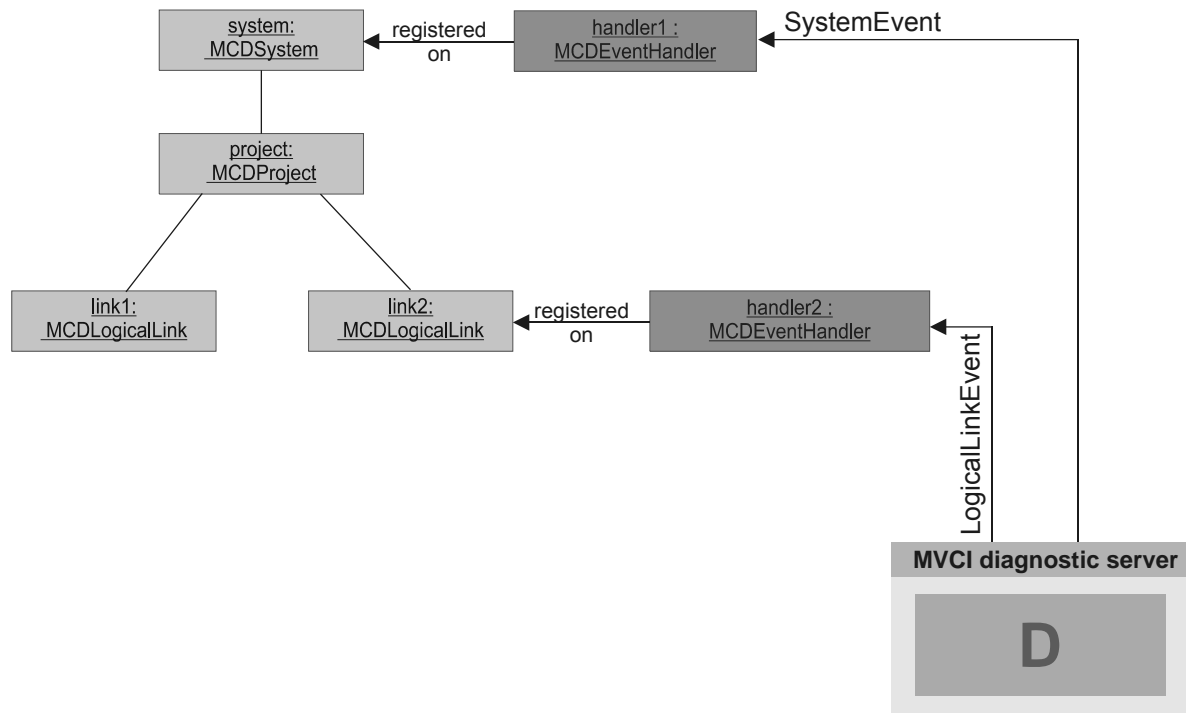 system:
MCDSystem
registered
on
handler1 :
MCDEventHandler
SystemEvent
project:
MCDProject
link1:
MCDLogicalLink
link2:
MCDLogicalLink
registered
on
handler2 :
MCDEventHandler
LogicalLinkEvent
MVCI diagnostic server
D